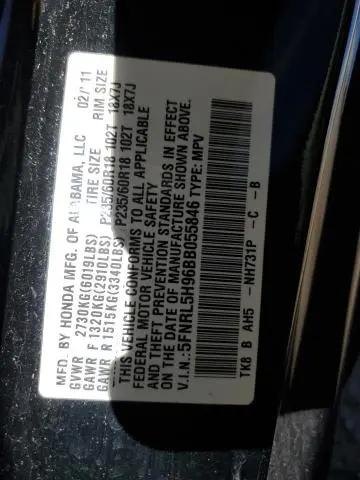 MFD. BY HONDA MFG. OF ALABAMA, LLC 02/'11
GVWR 2730KG(6019LBS) TIRE SIZE RIM SIZE
GAWR F 1320KG(2910LBS) P235/60R18 102T 18X7J
GAWR R 1515KG(3340LBS) P235/60R18 102T 18X7J
THIS VEHICLE CONFORMS TO ALL APPLICABLE
FEDERAL MOTOR VEHICLE SAFETY
AND THEFT PREVENTION STANDARDS IN EFFECT
ON THE DATE OF MANUFACTURE SHOWN ABOVE.
V.I.N.:5FNRL5H96BB055846 TYPE: MPV
TK8 B AH5 -NH731P - C - B